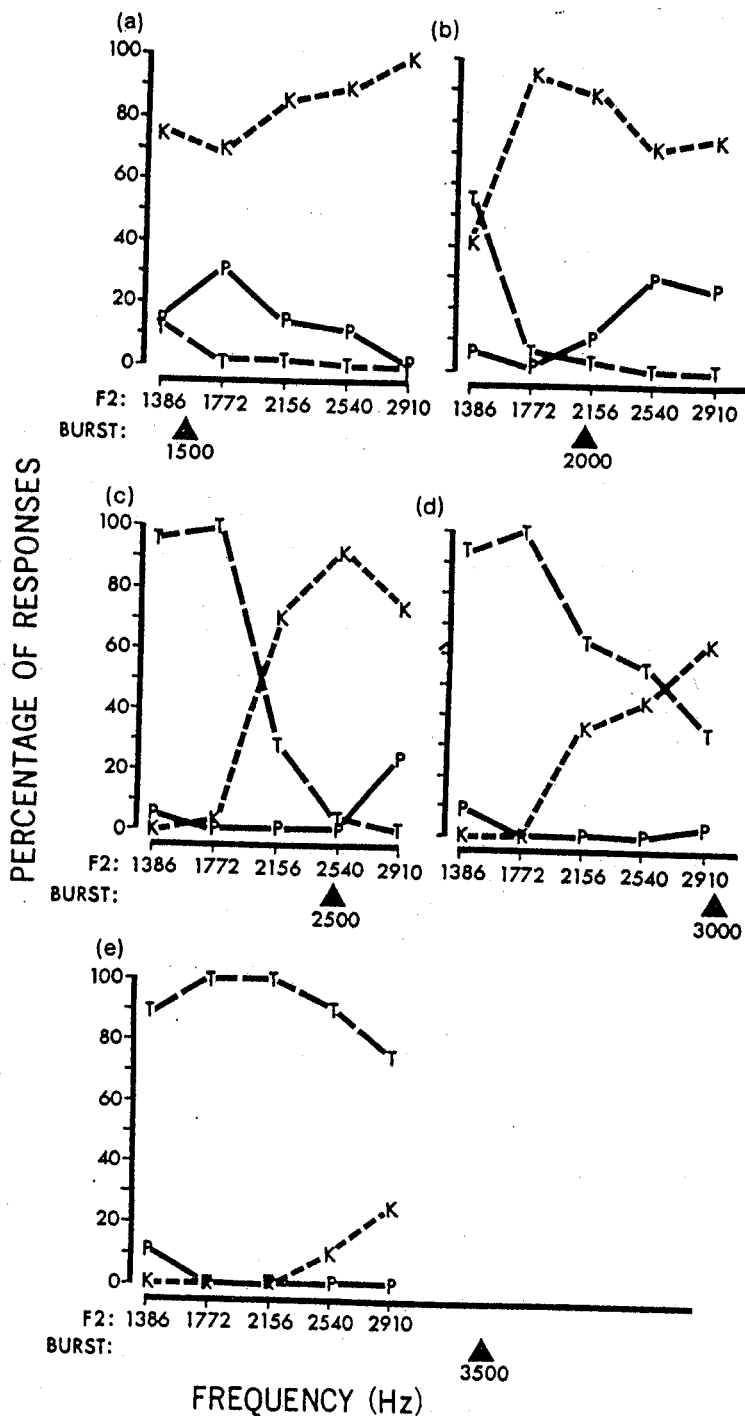 (a)
(b)
100
80
60
40
20
0
K K K K K
P P P P P
T T T T T
K K K K K
T T T T T
P P P P P
F2: 1386 1772 2156 2540 2910
1386 1772 2156 2540 2910
BURST:
1500
2000
PERCENTAGE OF RESPONSES
(c)
(d)
100
80
60
40
20
0
T T T T T
K K K K K
P P P P P
T T T T T
K K K K K
P P P P P
F2: 1386 1772 2156 2540 2910
1386 1772 2156 2540 2910
BURST:
2500
3000
(e)
100
80
60
40
20
0
T T T T T
K K K K K
P P P P P
F2: 1386 1772 2156 2540 2910
BURST:
3500
FREQUENCY (Hz)